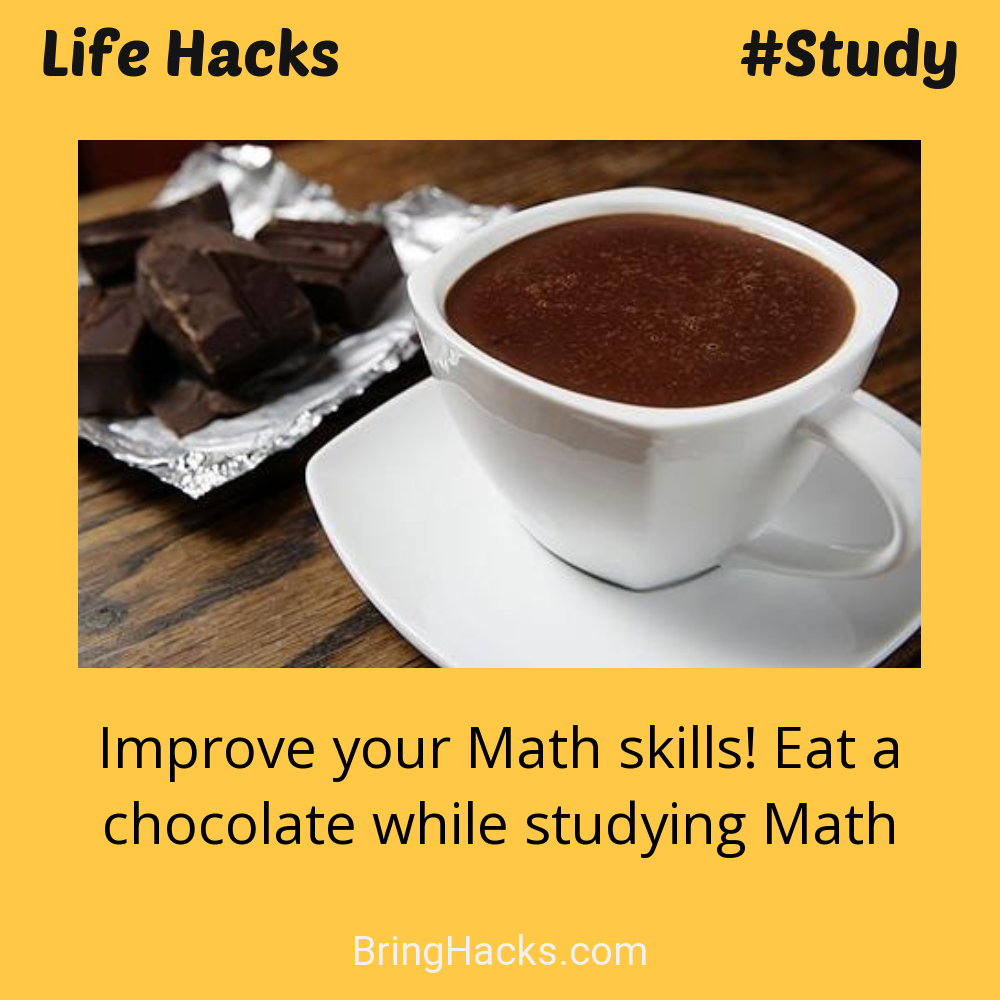 Life Hacks
#Study
Improve your Math skills! Eat a
chocolate while studying Math
BringHacks.com